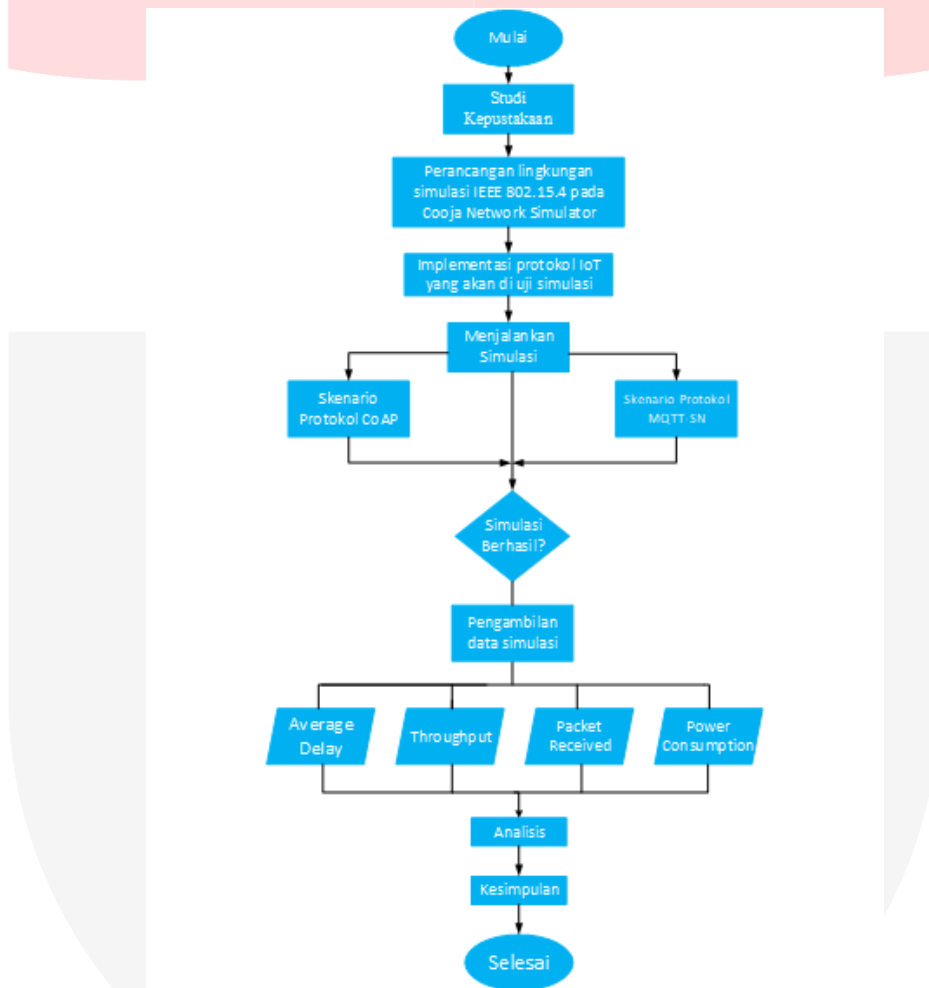 Mulai
Studi
Kepustakaan
Perancangan lingkungan
simulasi IEEE 802.15.4 pada
Cooja Network Simulator
Implementasi protokol IoT
yang akan di uji simulasi
Menjalankan
Simulasi
Skenario
Protokol CoAP
Skenario Protokol
MQTT SN
Simulasi
Berhasil?
Pengambilan
data simulasi
Average
Delay
Throughput
Packet
Received
Power
Consumption
Analisis
Kesimpulan
Selesai